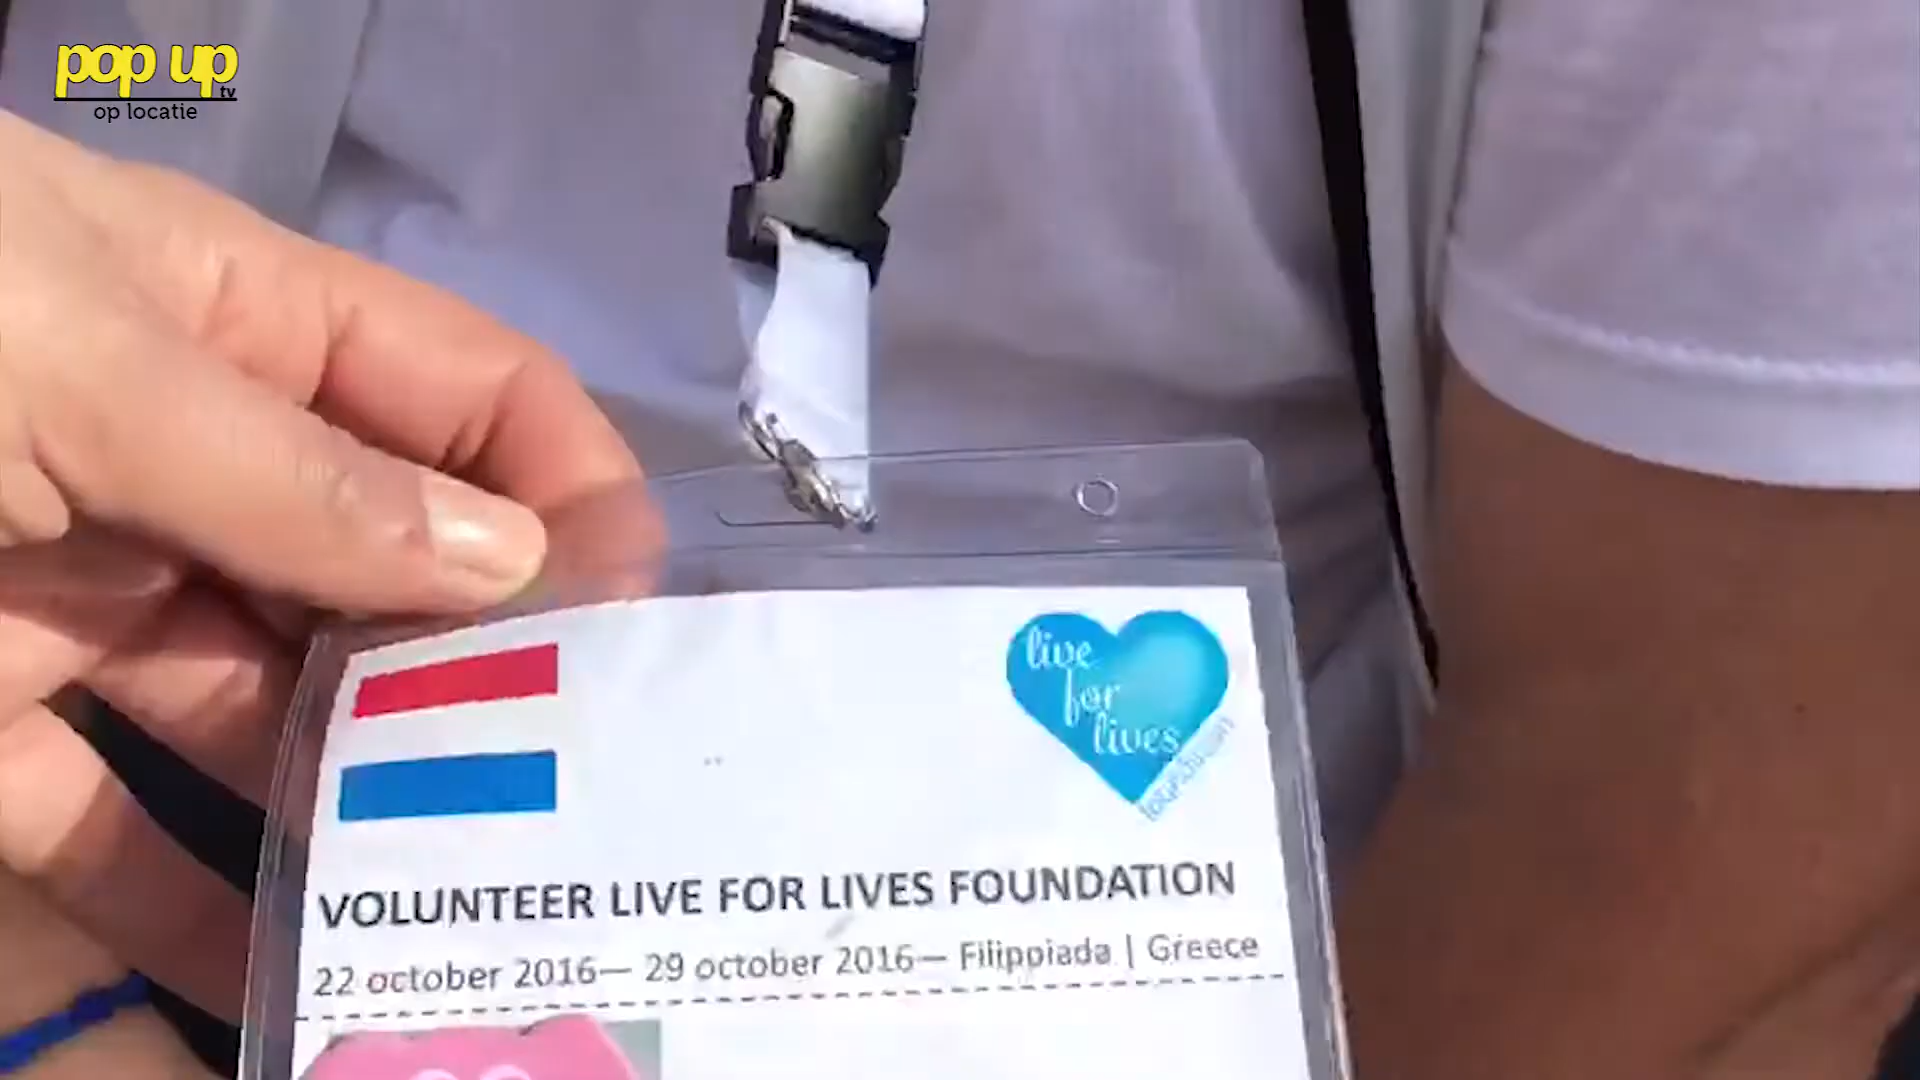 pop up
tv
op locatie
live
for
lives
VOLUNTEER LIVE FOR LIVES FOUNDATION
22 october 2016— 29 october 2016— Filippiada | Greece